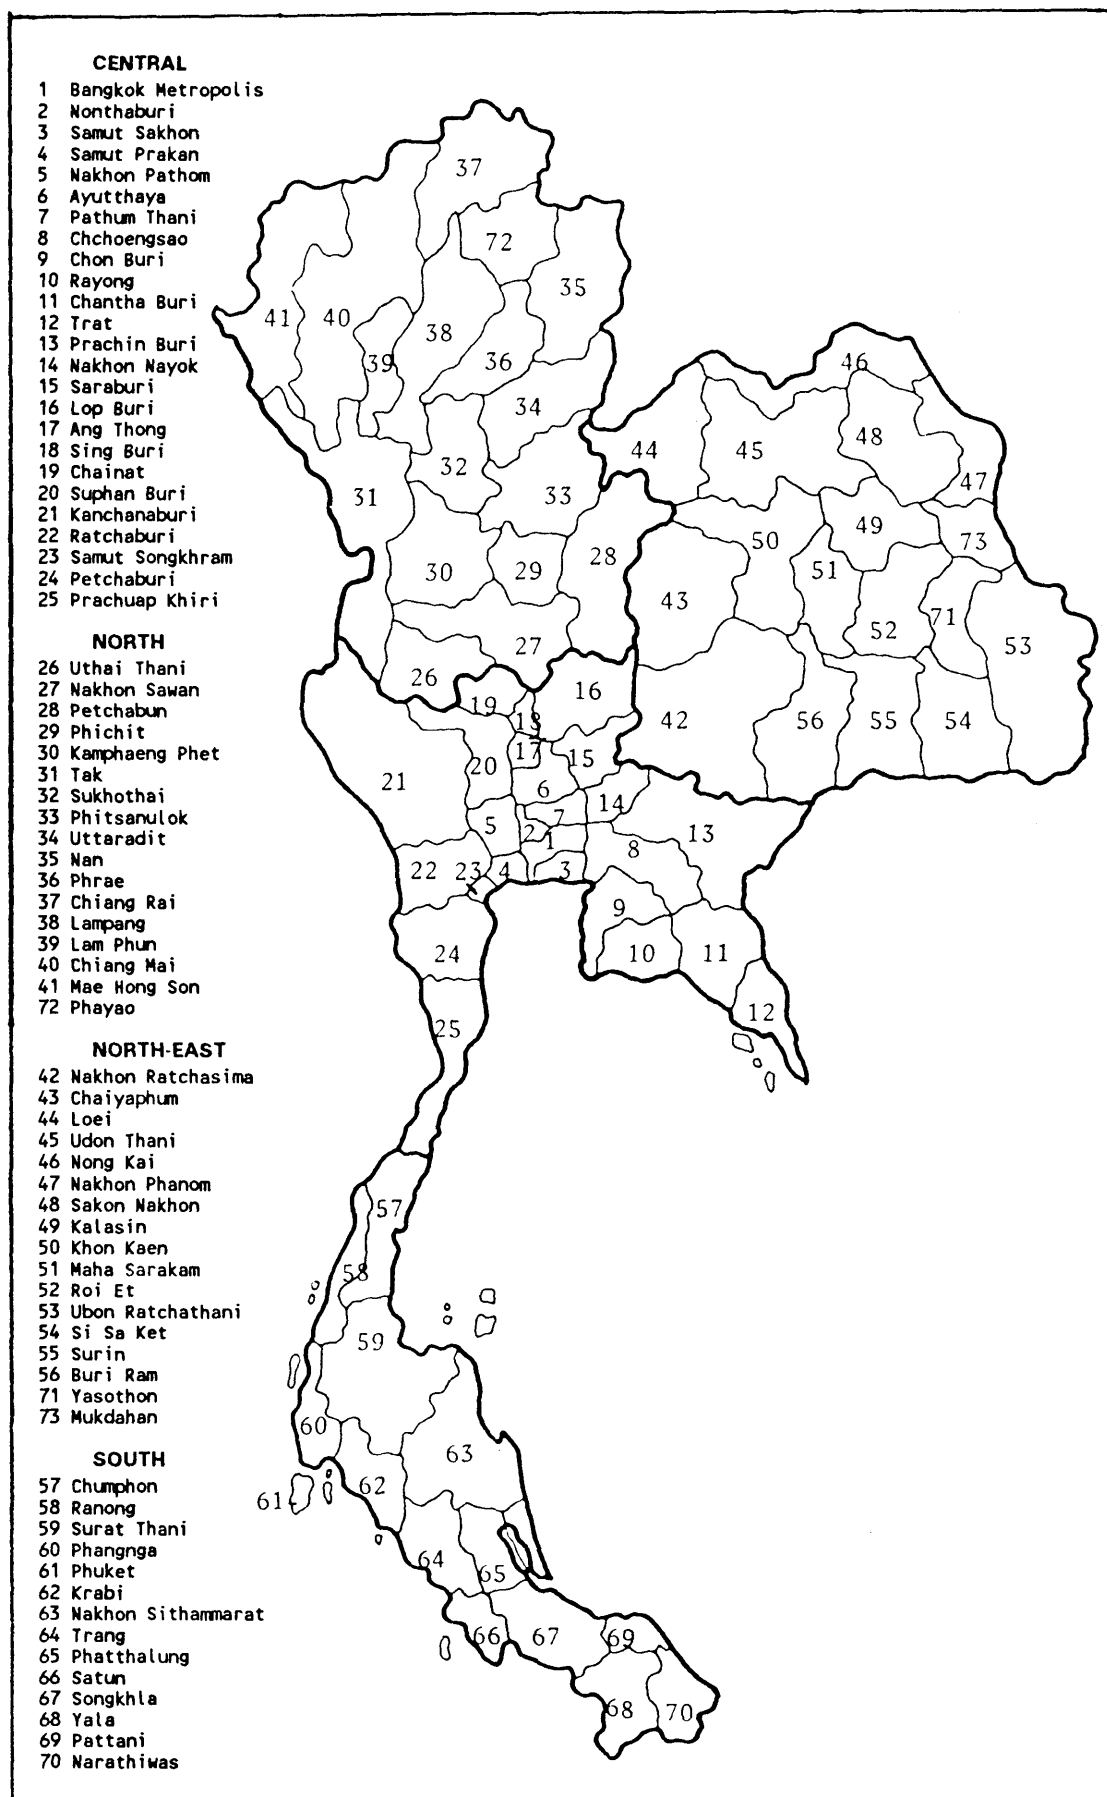 CENTRAL
1 Bangkok Metropolis
2 Nonthaburi
3 Samut Sakhon
4 Samut Prakan
5 Nakhon Pathom
6 Ayutthaya
7 Pathum Thani
8 Chchoengsao
9 Chon Buri
10 Rayong
11 Chantha Buri
12 Trat
13 Prachin Buri
14 Nakhon Nayok
15 Saraburi
16 Lop Buri
17 Ang Thong
18 Sing Buri
19 Chainat
20 Suphan Buri
21 Kanchanaburi
22 Ratchaburi
23 Samut Songkhram
24 Petchaburi
25 Prachuap Khiri
NORTH
26 Uthai Thani
27 Nakhon Sawan
28 Petchabun
29 Phichit
30 Kamphaeng Phet
31 Tak
32 Sukhothai
33 Phitsanulok
34 Uttaradit
35 Nan
36 Phrae
37 Chiang Rai
38 Lampang
39 Lam Phun
40 Chiang Mai
41 Mae Hong Son
72 Phayao
NORTH-EAST
42 Nakhon Ratchasima
43 Chaiyaphum
44 Loei
45 Udon Thani
46 Nong Kai
47 Nakhon Phanom
48 Sakon Nakhon
49 Kalasin
50 Khon Kaen
51 Maha Sarakam
52 Roi Et
53 Ubon Ratchathani
54 Si Sa Ket
55 Surin
56 Buri Ram
71 Yasothon
73 Mukdahan
SOUTH
57 Chumphon
58 Ranong
59 Surat Thani
60 Phangnga
61 Phuket
62 Krabi
63 Nakhon Sithammarat
64 Trang
65 Phatthalung
66 Satun
67 Songkhla
68 Yala
69 Pattani
70 Narathiwas
37
72
35
41
40
38
39
36
46
34
48
44
45
32
47
31
33
49
50
73
28
30
29
51
43
71
52
27
53
26
16
19
42
56
55
54
18
17
15
20
21
6
14
7
5
2
1
13
8
22
23
4
3
9
24
10
11
12
25
57
58
59
60
63
62
61
64
65
66
67
69
68
70